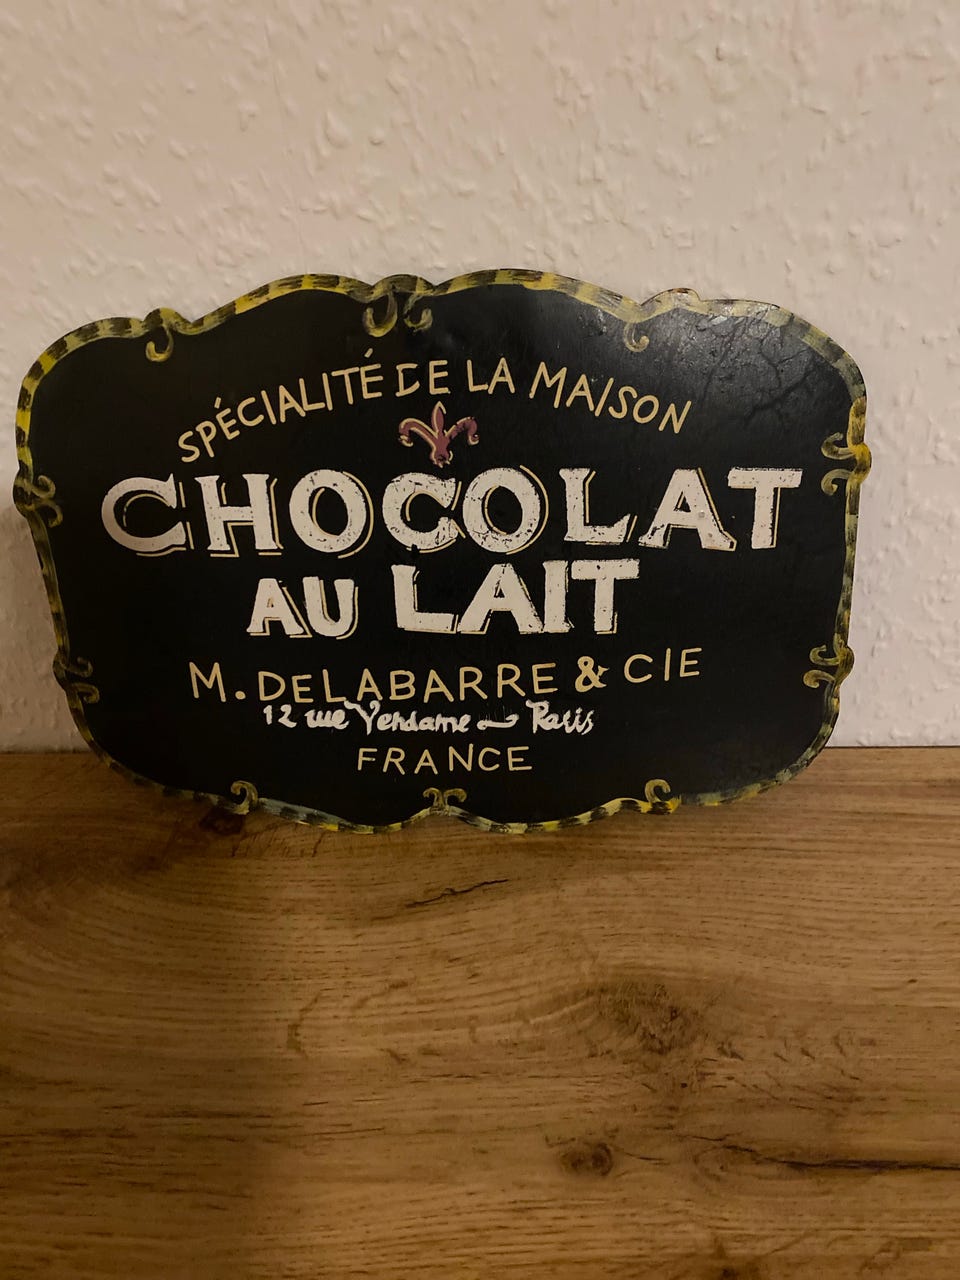 SPÉCIALITÉ DE LA MAISON
CHOCOLAT
AU LAIT
M. DELABARRE & CIE
12 rue Vendame Paris
FRANCE